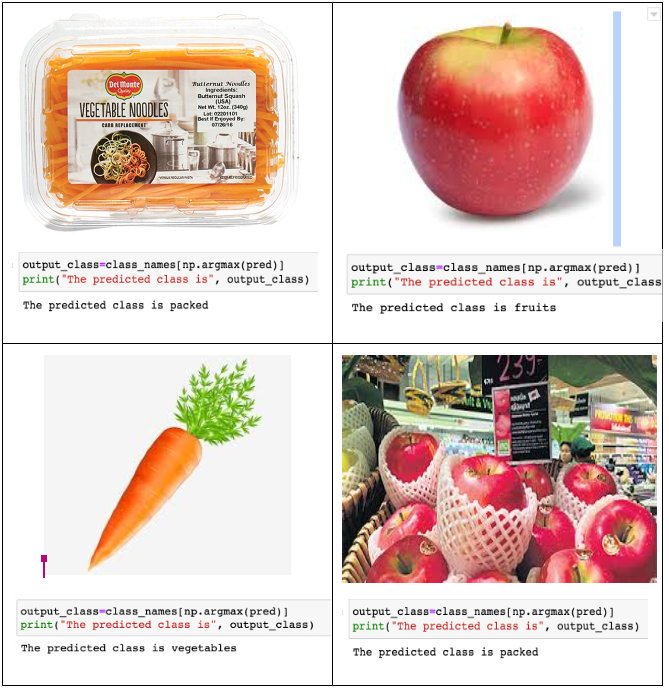 Del Monte
Quality
VEGETABLE NOODLES
CARB REPLACEMENT
Butternut Noodles
Ingredients:
Butternut Squash
(USA)
Net Wt. 12oz. (340g)
Lot: 02201101
Best If Enjoyed By:
07/26/16
output_class=class_names[np.argmax(pred)]
print("The predicted class is", output_class)
The predicted class is packed
output_class=class_names[np.argmax(pred)]
print("The predicted class is", output_class
The predicted class is fruits
output_class=class_names[np.argmax(pred)]
print("The predicted class is", output_class)
The predicted class is vegetables
239.-
output_class=class_names[np.argmax(pred)]
print("The predicted class is", output_class)
The predicted class is packed